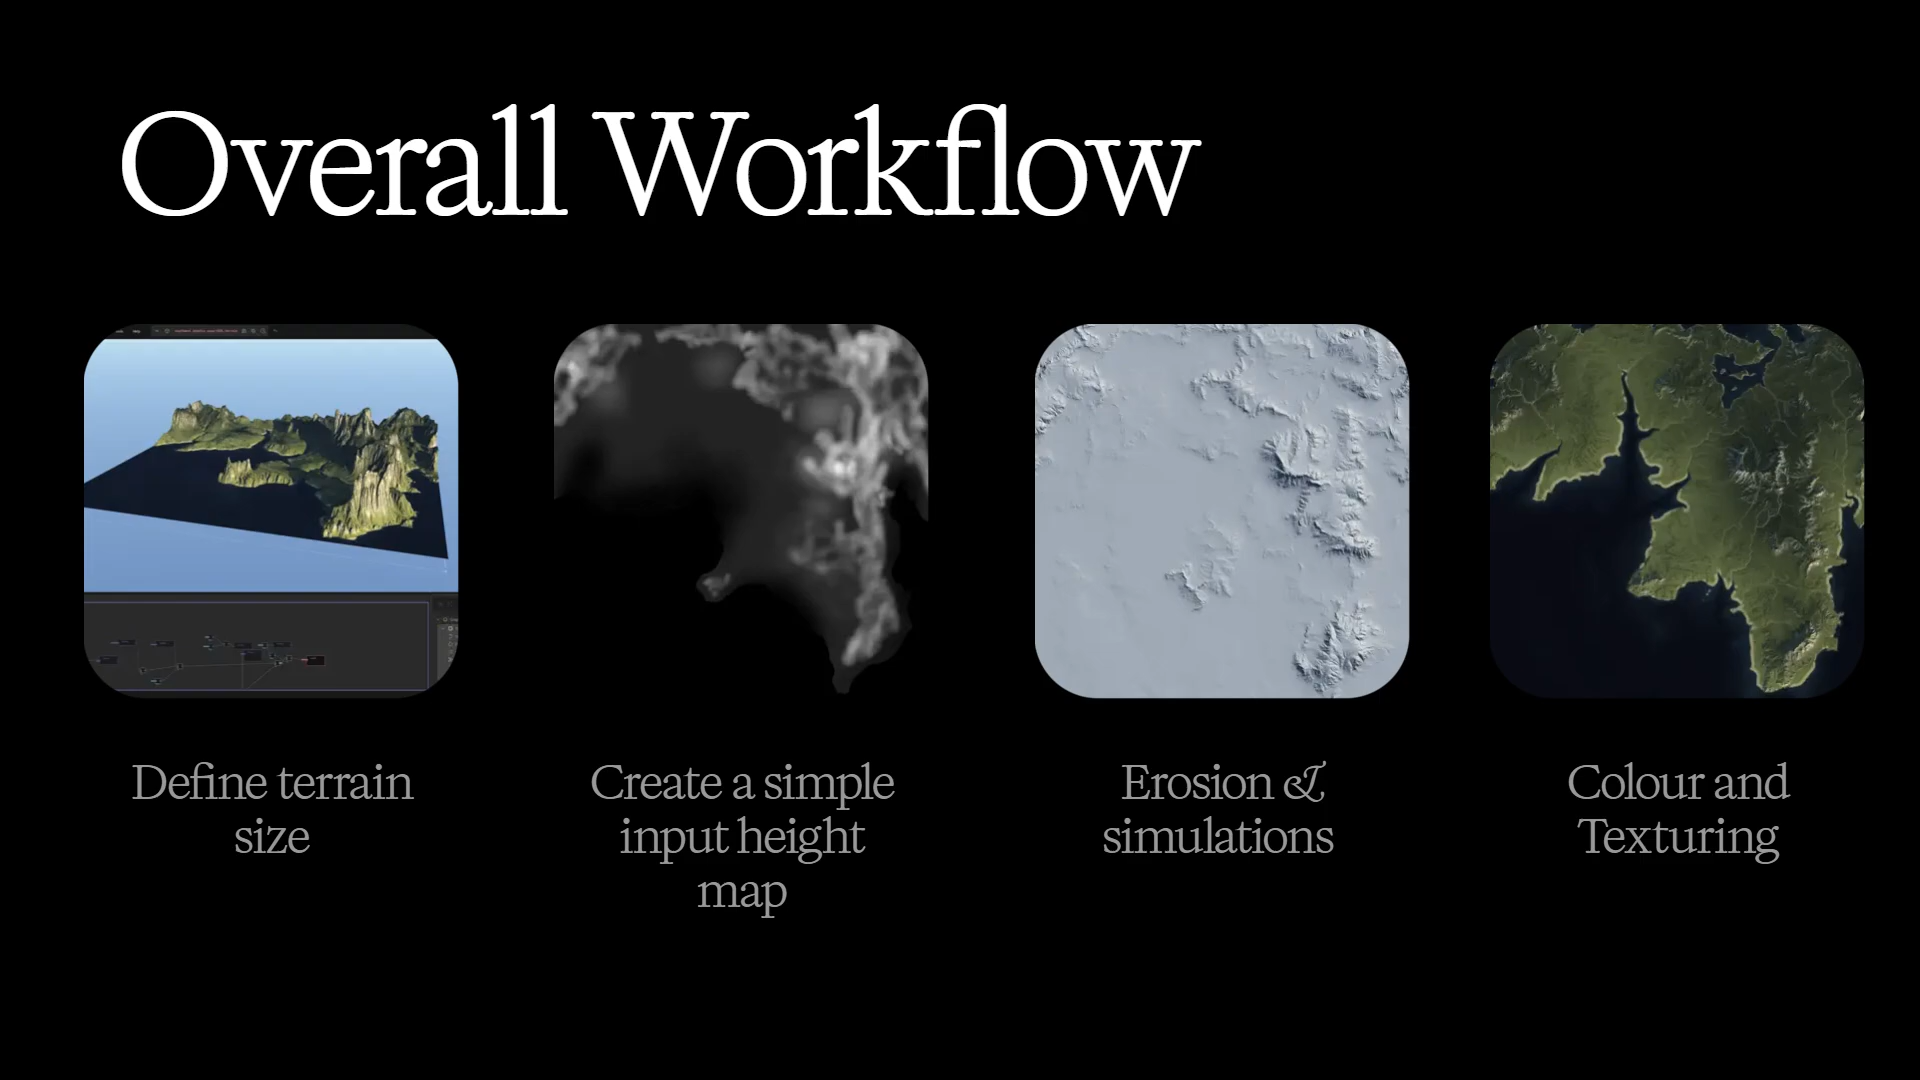 Overall Workflow
Define terrain
size
Create a simple
input height
map
Erosion &
simulations
Colour and
Texturing